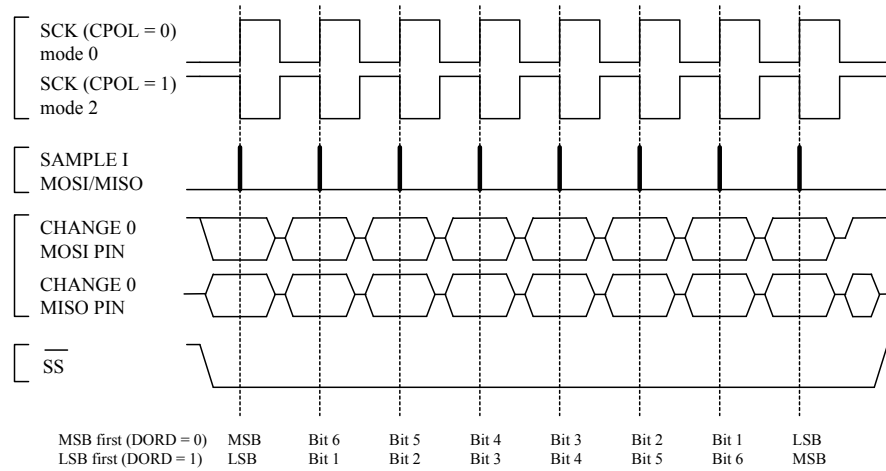 SCK (CPOL = 0)
mode 0
SCK (CPOL = 1)
mode 2
SAMPLE I
MOSI/MISO
CHANGE 0
MOSI PIN
CHANGE 0
MISO PIN
SS
MSB first (DORD = 0) MSB Bit 6 Bit 5 Bit 4 Bit 3 Bit 2 Bit 1 LSB
LSB first (DORD = 1) LSB Bit 1 Bit 2 Bit 3 Bit 4 Bit 5 Bit 6 MSB